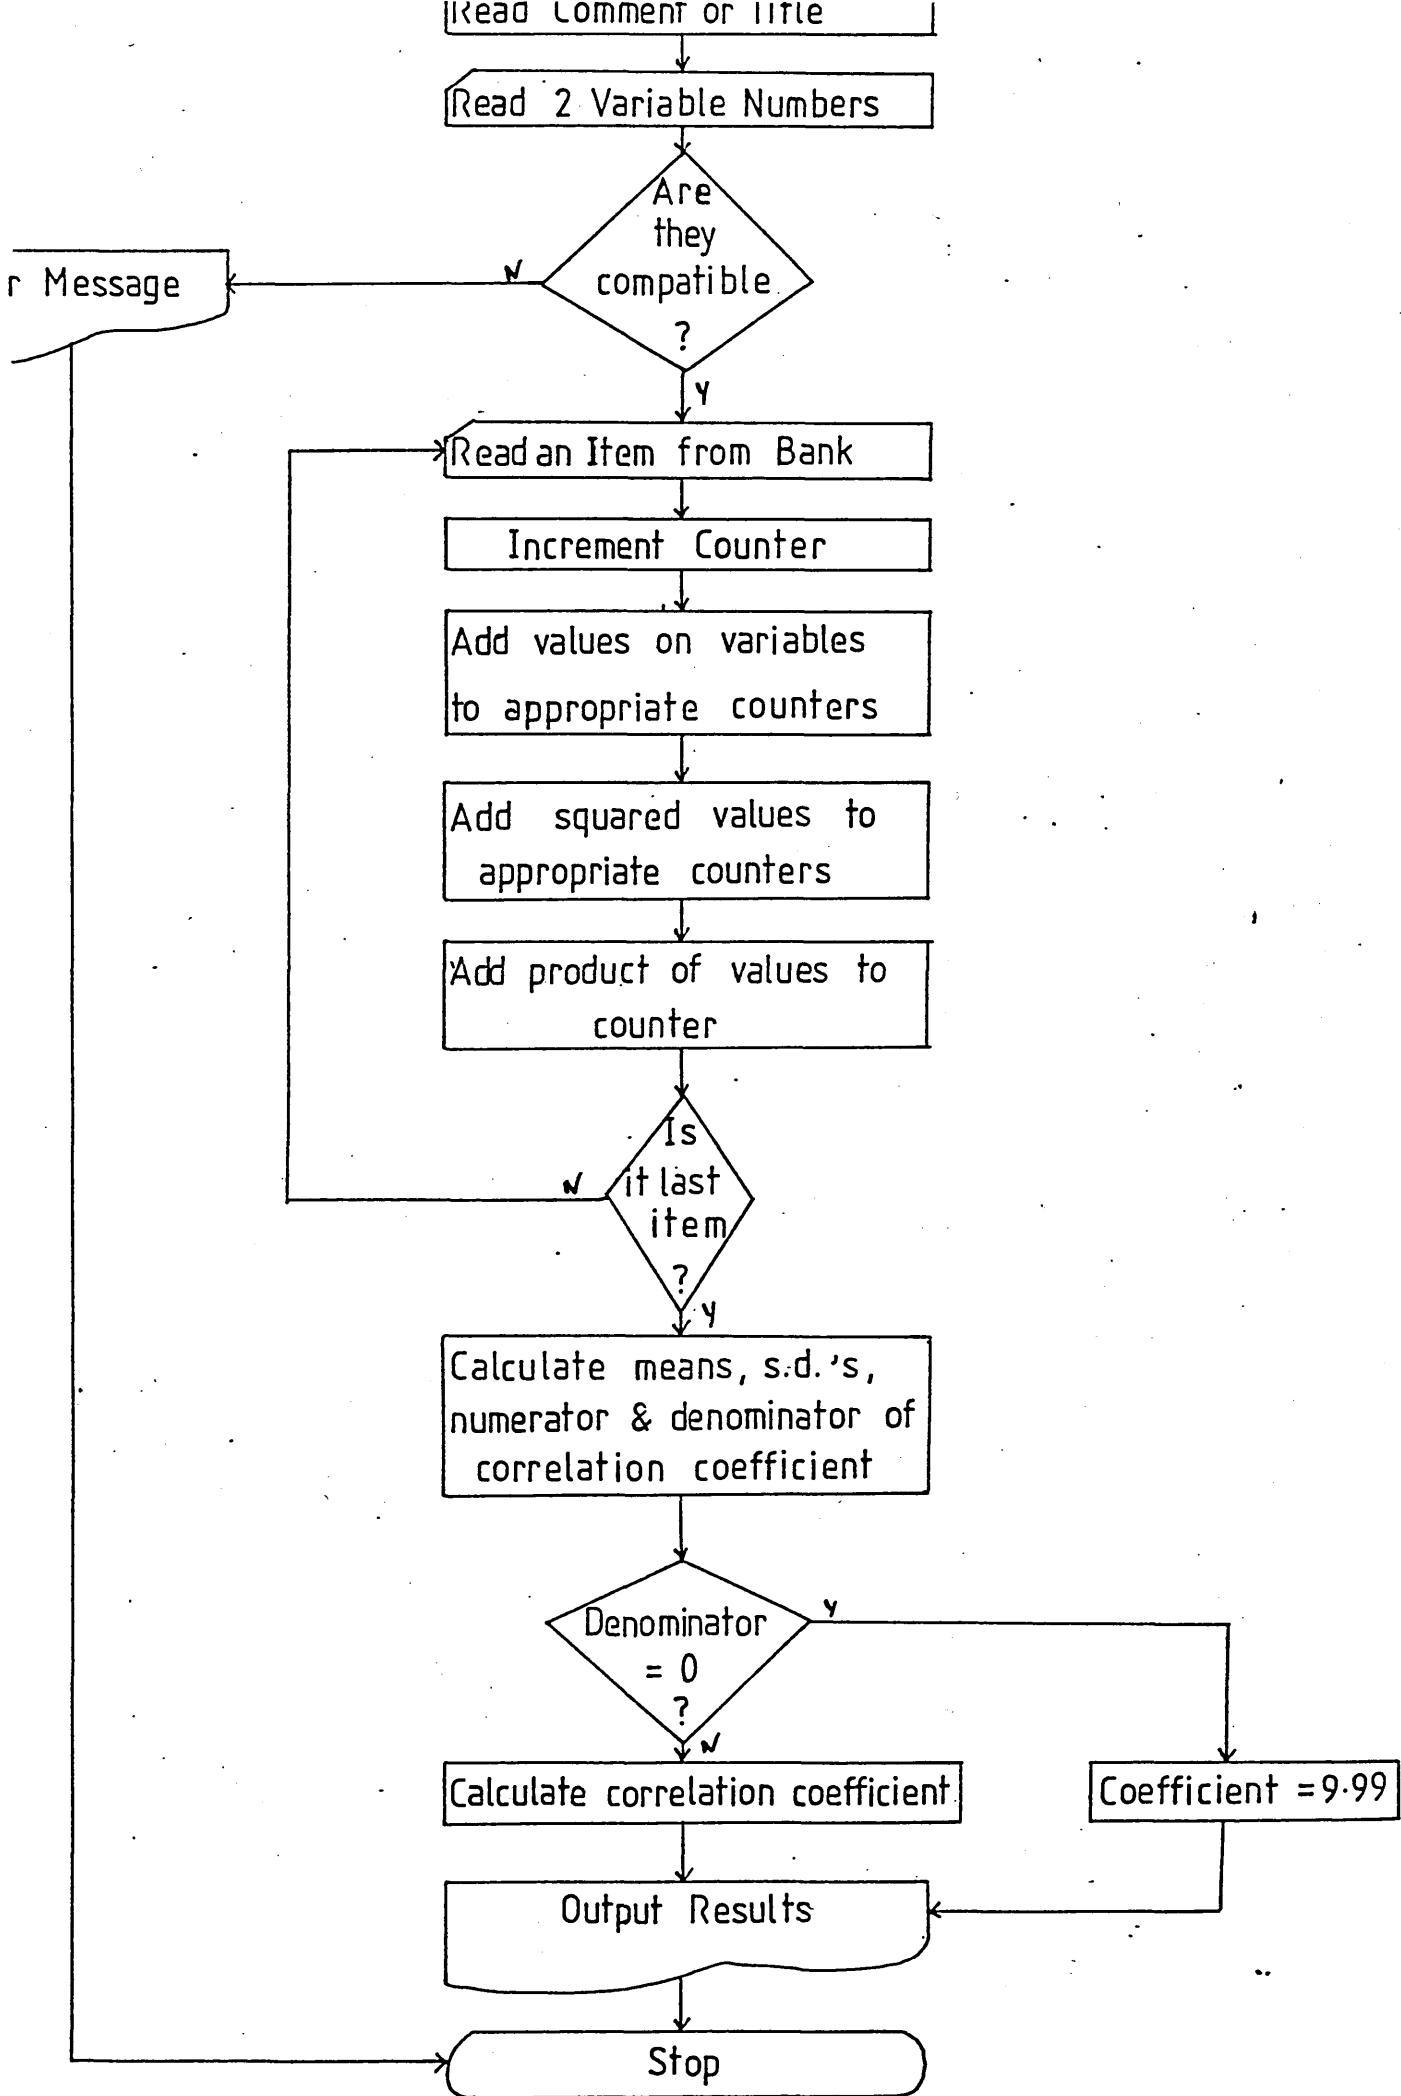 Read Comment or Title
Read 2 Variable Numbers
Are
they
compatible
?
N
r Message
Y
Read an Item from Bank
Increment Counter
Add values on variables
to appropriate counters
Add squared values to
appropriate counters
Add product of values to
counter
Is
it last
item
?
N
Y
Calculate means, s.d.'s,
numerator & denominator of
correlation coefficient
Denominator
= 0
?
Y
N
Calculate correlation coefficient
Coefficient = 9·99
Output Results
Stop